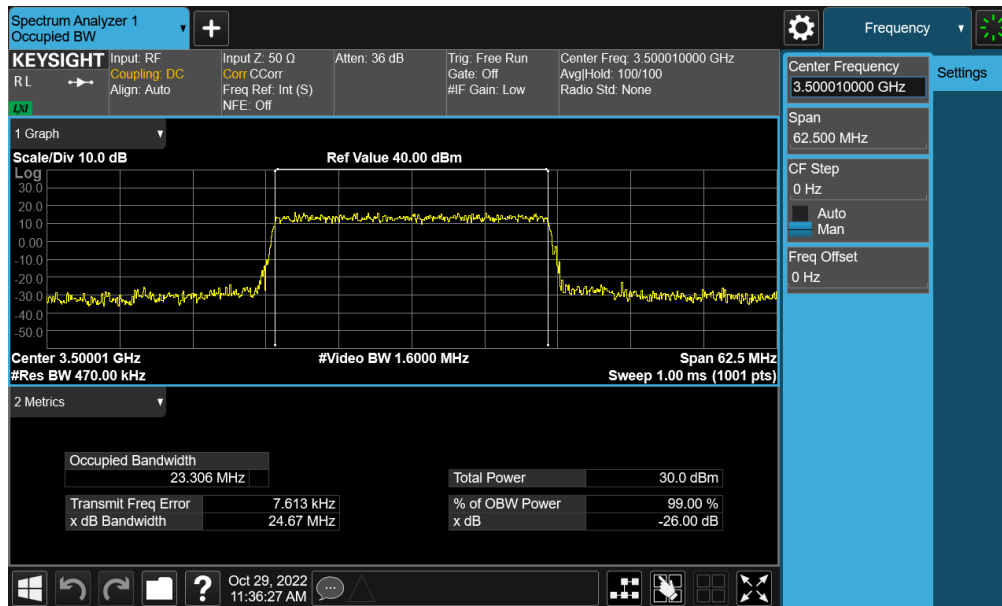 Spectrum Analyzer 1
Occupied BW
+
Frequency
KEYSIGHT
R L
LXI
Input: RF
Coupling: DC
Align: Auto
Input Z: 50 Ω
Corr CCorr
Freq Ref: Int (S)
NFE: Off
Atten: 36 dB
Trig: Free Run
Gate: Off
#IF Gain: Low
Center Freq: 3.500010000 GHz
Avg|Hold: 100/100
Radio Std: None
Center Frequency
3.500010000 GHz
Settings
Span
62.500 MHz
CF Step
0 Hz
Auto
Man
Freq Offset
0 Hz
1 Graph
Scale/Div 10.0 dB
Ref Value 40.00 dBm
Log
30.0
20.0
10.0
0.00
-10.0
-20.0
-30.0
-40.0
-50.0
Center 3.50001 GHz
#Video BW 1.6000 MHz
Span 62.5 MHz
#Res BW 470.00 kHz
Sweep 1.00 ms (1001 pts)
2 Metrics
Occupied Bandwidth
23.306 MHz
Total Power 30.0 dBm
Transmit Freq Error 7.613 kHz
% of OBW Power 99.00 %
x dB Bandwidth 24.67 MHz
x dB -26.00 dB
?
Oct 29, 2022
11:36:27 AM